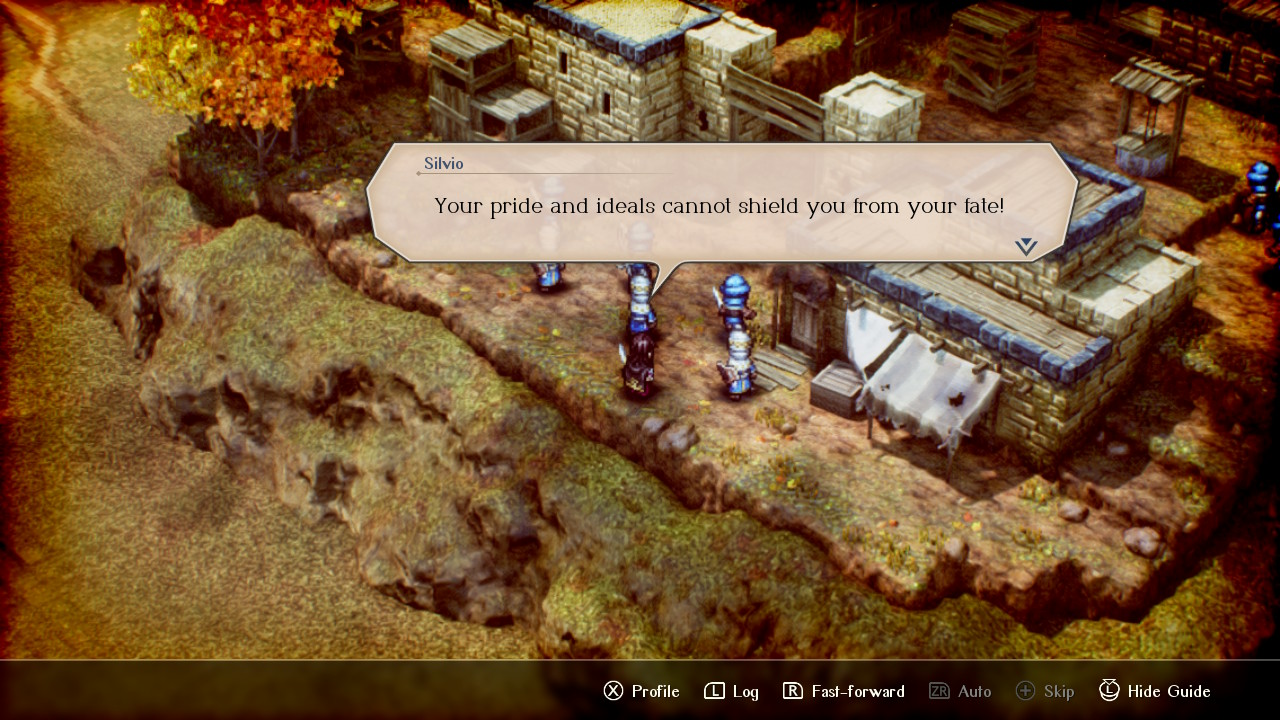 Silvio
Your pride and ideals cannot shield you from your fate!
X Profile L Log R Fast-forward ZR Auto + Skip L Hide Guide